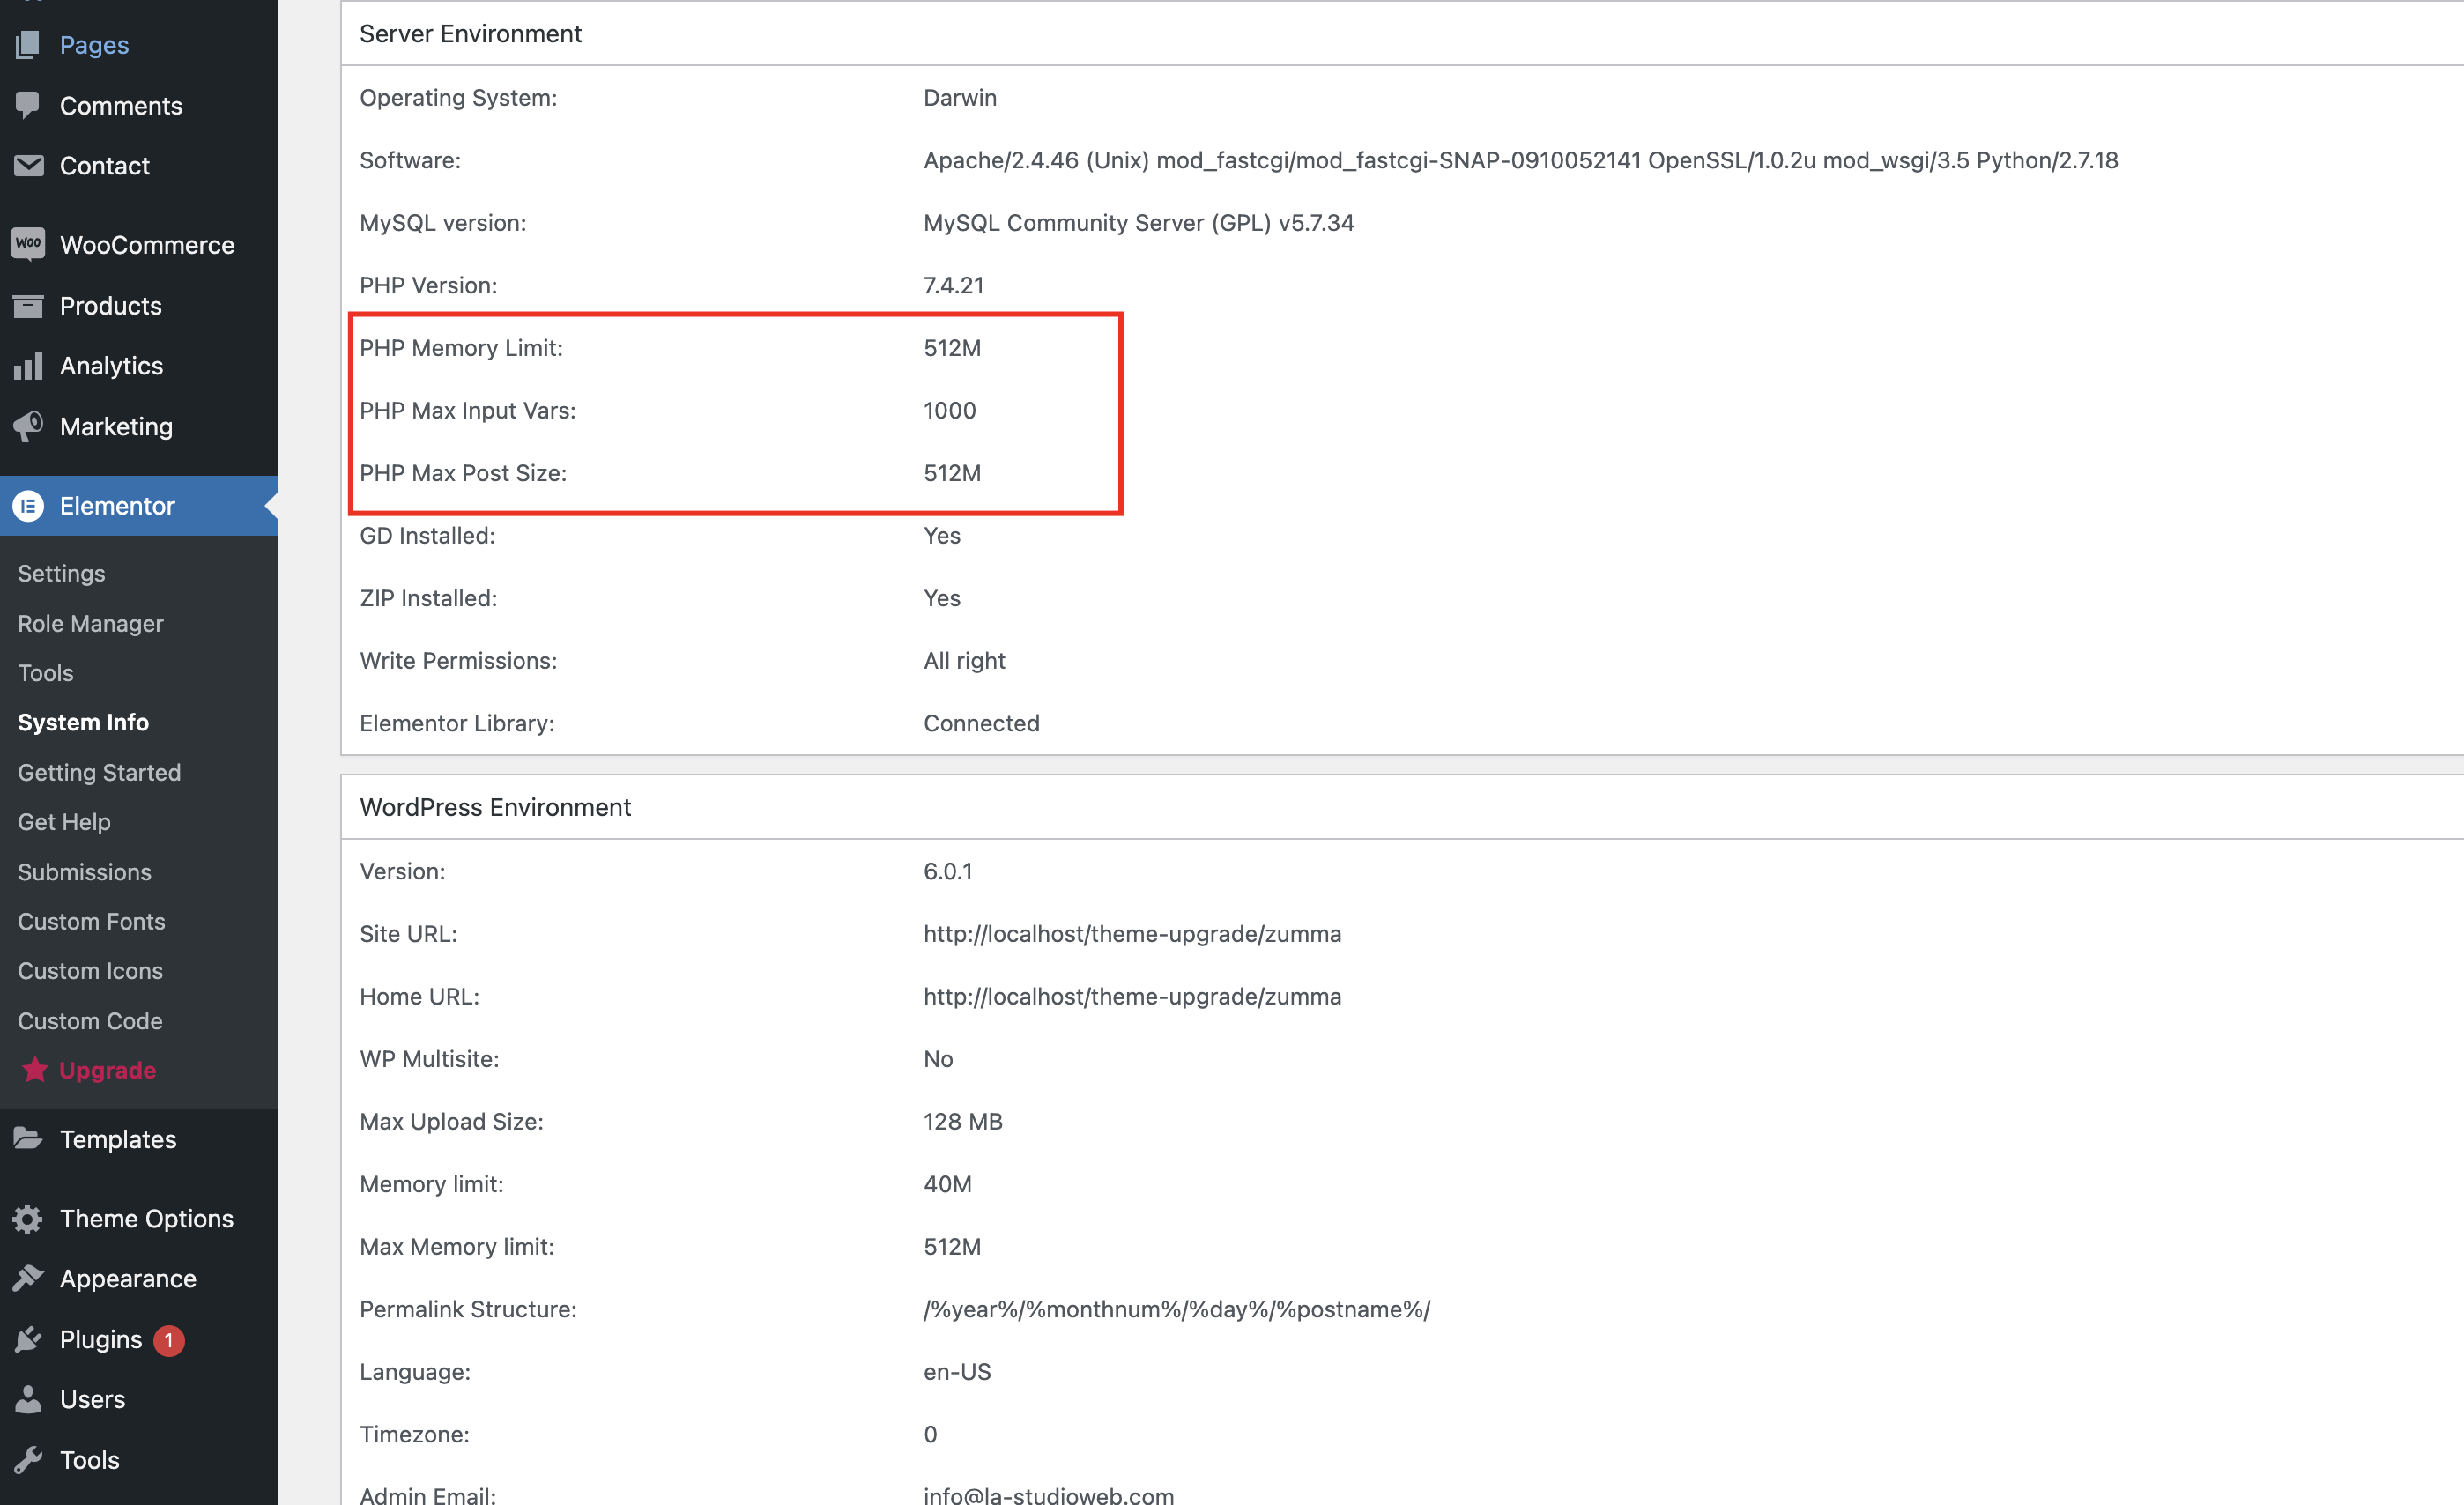 Pages
Comments
Contact
WooCommerce
Products
Analytics
Marketing
Elementor
Settings
Role Manager
Tools
System Info
Getting Started
Get Help
Submissions
Custom Fonts
Custom Icons
Custom Code
Upgrade
Templates
Theme Options
Appearance
Plugins 1
Users
Tools
Server Environment
Operating System: Darwin
Software: Apache/2.4.46 (Unix) mod_fastcgi/mod_fastcgi-SNAP-0910052141 OpenSSL/1.0.2u mod_wsgi/3.5 Python/2.7.18
MySQL version: MySQL Community Server (GPL) v5.7.34
PHP Version: 7.4.21
PHP Memory Limit: 512M
PHP Max Input Vars: 1000
PHP Max Post Size: 512M
GD Installed: Yes
ZIP Installed: Yes
Write Permissions: All right
Elementor Library: Connected
WordPress Environment
Version: 6.0.1
Site URL: http://localhost/theme-upgrade/zumma
Home URL: http://localhost/theme-upgrade/zumma
WP Multisite: No
Max Upload Size: 128 MB
Memory limit: 40M
Max Memory limit: 512M
Permalink Structure: /%year%/%monthnum%/%day%/%postname%/
Language: en-US
Timezone: 0
Admin Email: info@la-studioweb.com